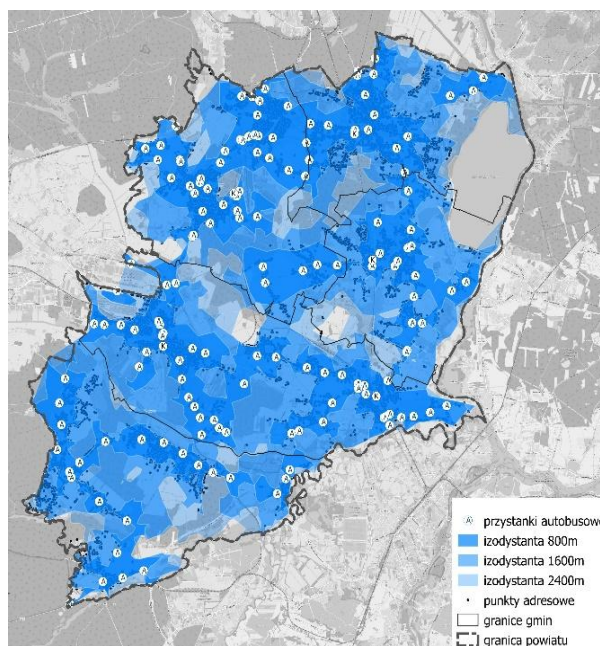 przystanki autobusowe
izodystanta 800m
izodystanta 1600m
izodystanta 2400m
punkty adresowe
granice gmin
granica powiatu